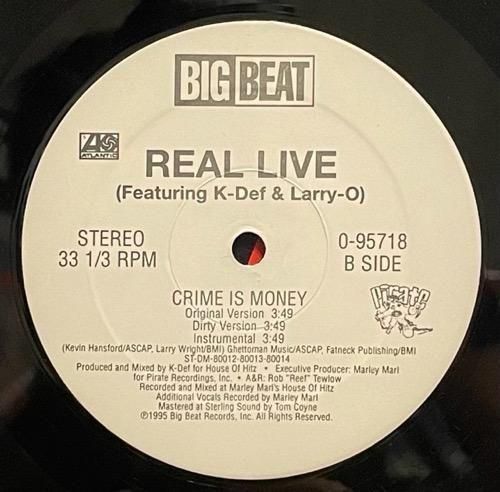 BIG BEAT
ATLANTIC
REAL LIVE
(Featuring K-Def & Larry-O)
STEREO
33 1/3 RPM
0-95718
B SIDE
Pirate
CRIME IS MONEY
Original Version 3:49
Dirty Version 3:49
Instrumental 3:49
(Kevin Hansford/ASCAP, Larry Wright/BMI) Ghettoman Music/ASCAP, Fatneck Publishing/BMI)
ST-DM-80012-80013-80014
Produced and Mixed by K-Def for House Of Hitz • Executive Producer: Marley Marl
for Pirate Recordings, Inc. • A&R: Rob "Reef" Tewlow
Recorded and Mixed at Marley Marl's House Of Hitz
Additional Vocals Recorded by Marley Marl
Mastered at Sterling Sound by Tom Coyne
℗©1995 Big Beat Records, Inc. All Rights Reserved.